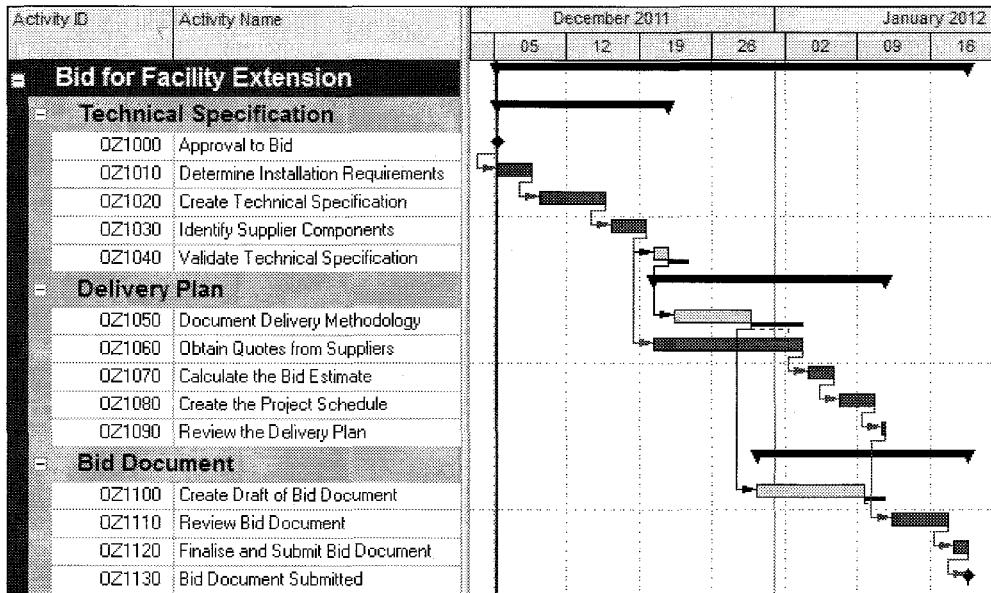 Activity ID Activity Name December 2011 January 2012
05 12 19 26 02 09 16
Bid for Facility Extension
Technical Specification
OZ1000 Approval to Bid
OZ1010 Determine Installation Requirements
OZ1020 Create Technical Specification
OZ1030 Identify Supplier Components
OZ1040 Validate Technical Specification
Delivery Plan
OZ1050 Document Delivery Methodology
OZ1060 Obtain Quotes from Suppliers
OZ1070 Calculate the Bid Estimate
OZ1080 Create the Project Schedule
OZ1090 Review the Delivery Plan
Bid Document
OZ1100 Create Draft of Bid Document
OZ1110 Review Bid Document
OZ1120 Finalise and Submit Bid Document
OZ1130 Bid Document Submitted